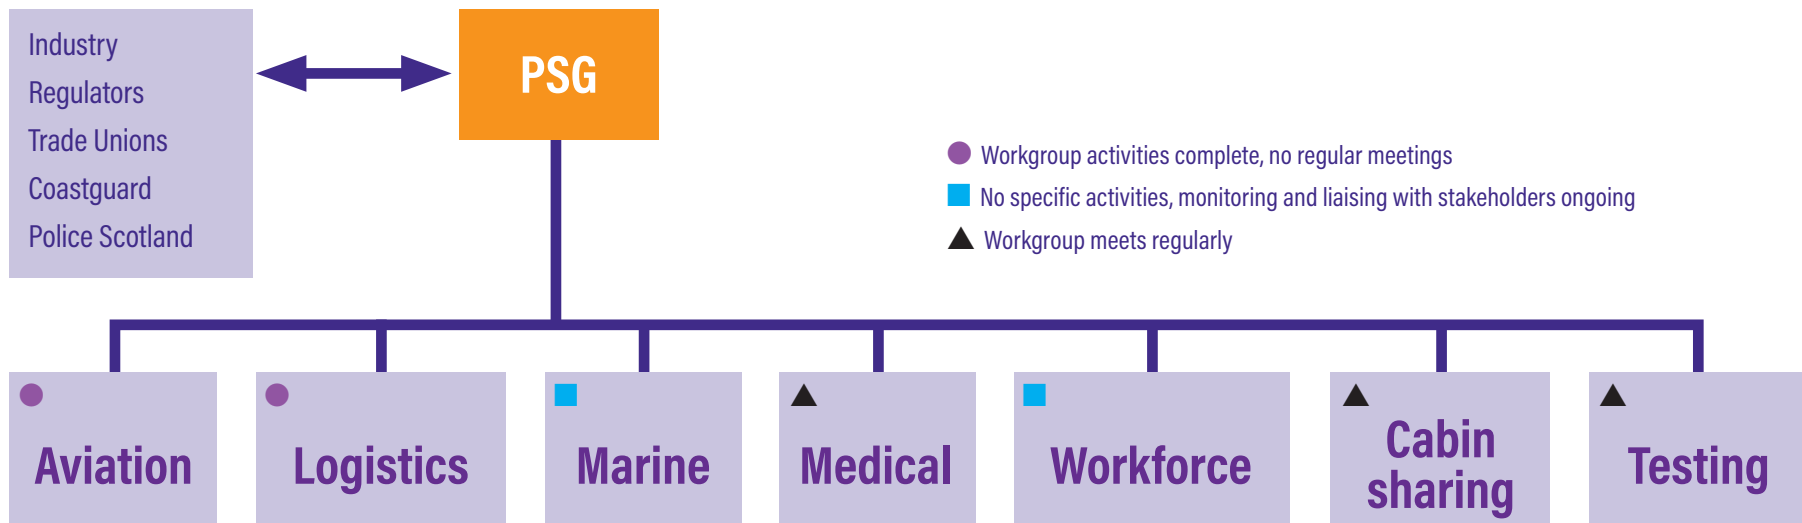 Industry
Regulators
Trade Unions
Coastguard
Police Scotland
PSG
Workgroup activities complete, no regular meetings
No specific activities, monitoring and liaising with stakeholders ongoing
Workgroup meets regularly
Aviation
Logistics
Marine
Medical
Workforce
Cabin
sharing
Testing